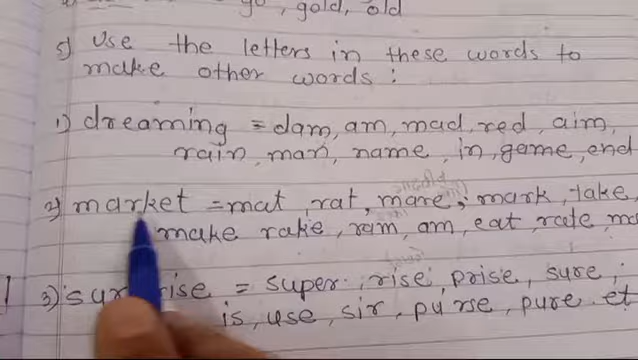 go, gold, old
5) Use the letters in these words to
make other words :
1) dreaming = dam, am, mad, red, aim,
rain, man, name, in, game, end
2) market = mat, rat, mare, mark, take,
make rake, ram, am, eat, rate,
3) surprise = super, rise, prise, sure,
is, use, sir, purse, pure. et